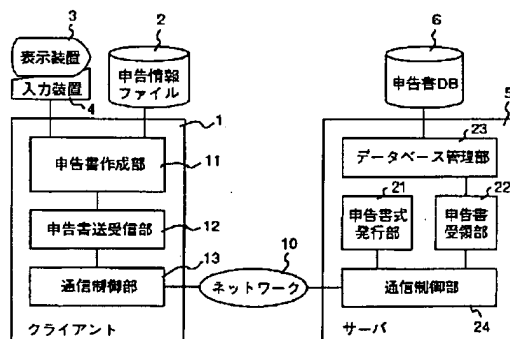 3
表示装置
入力装置
4
2
申告情報
ファイル
1
申告書作成部
11
申告書送受信部
12
通信制御部
13
クライアント
10
ネットワーク
6
申告書DB
5
23
データベース管理部
21
申告書式
発行部
22
申告書
受領部
通信制御部
24
サーバ